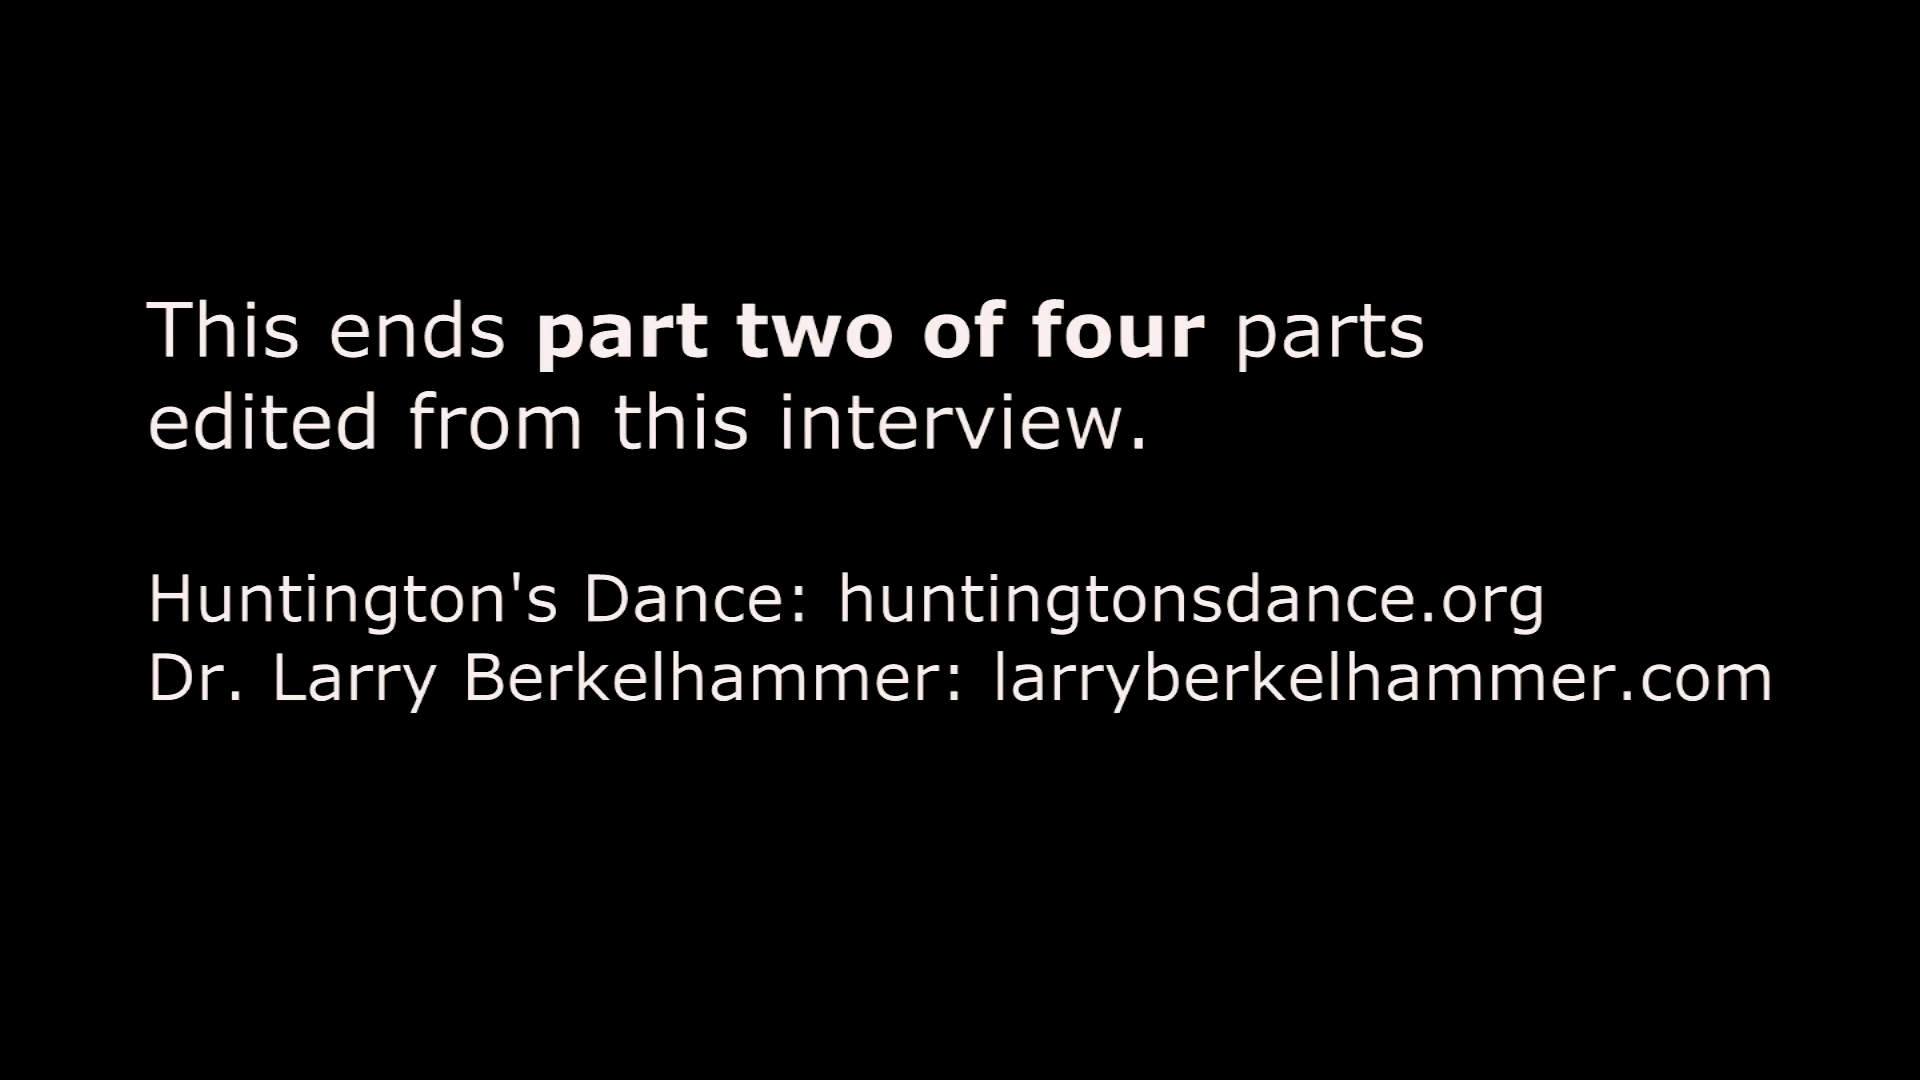 This ends part two of four parts
edited from this interview.
Huntington's Dance: huntingtonsdance.org
Dr. Larry Berkelhammer: larryberkelhammer.com